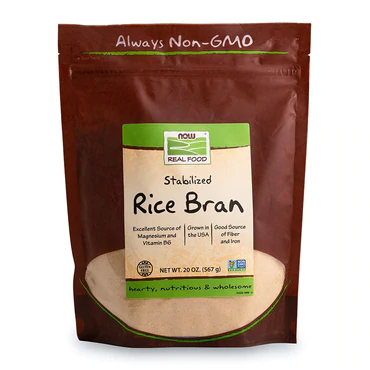 Always Non-GMO
NOW
REAL FOOD
Stabilized
Rice Bran
Excellent Source of
Magnesium and
Vitamin B6
Grown in
the USA
Good Source
of Fiber
and Iron
NET WT. 20 OZ. (567 g)
hearty, nutritious & wholesome